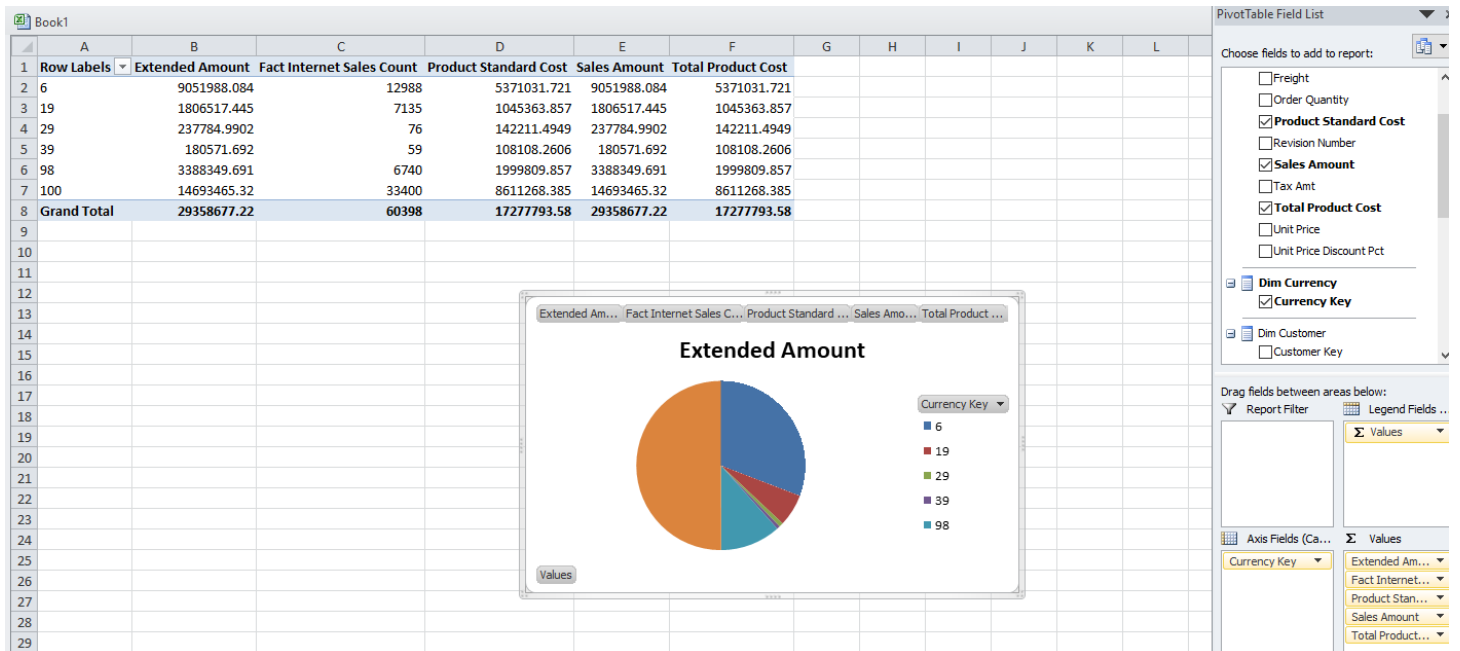 Book1
A B C D E F G H I J K L
1 Row Labels Extended Amount Fact Internet Sales Count Product Standard Cost Sales Amount Total Product Cost
2 6 9051988.084 12988 5371031.721 9051988.084 5371031.721
3 19 1806517.445 7135 1045363.857 1806517.445 1045363.857
4 29 237784.9902 76 142211.4949 237784.9902 142211.4949
5 39 180571.692 59 108108.2606 180571.692 108108.2606
6 98 3388349.691 6740 1999809.857 3388349.691 1999809.857
7 100 14693465.32 33400 8611268.385 14693465.32 8611268.385
8 Grand Total 29358677.22 60398 17277793.58 29358677.22 17277793.58
9
10
11
12
13
14
15
16
17
18
19
20
21
22
23
24
25
26
27
28
29
Extended Am... Fact Internet Sales C... Product Standard ... Sales Amo... Total Product ...
Extended Amount
Currency Key
6
19
29
39
98
Values
PivotTable Field List
Choose fields to add to report:
Freight
Order Quantity
Product Standard Cost
Revision Number
Sales Amount
Tax Amt
Total Product Cost
Unit Price
Unit Price Discount Pct
Dim Currency
Currency Key
Dim Customer
Customer Key
Drag fields between areas below:
Report Filter Legend Fields ...
Σ Values
Axis Fields (Ca... Σ Values
Currency Key Extended Am...
Fact Internet...
Product Stan...
Sales Amount
Total Product...